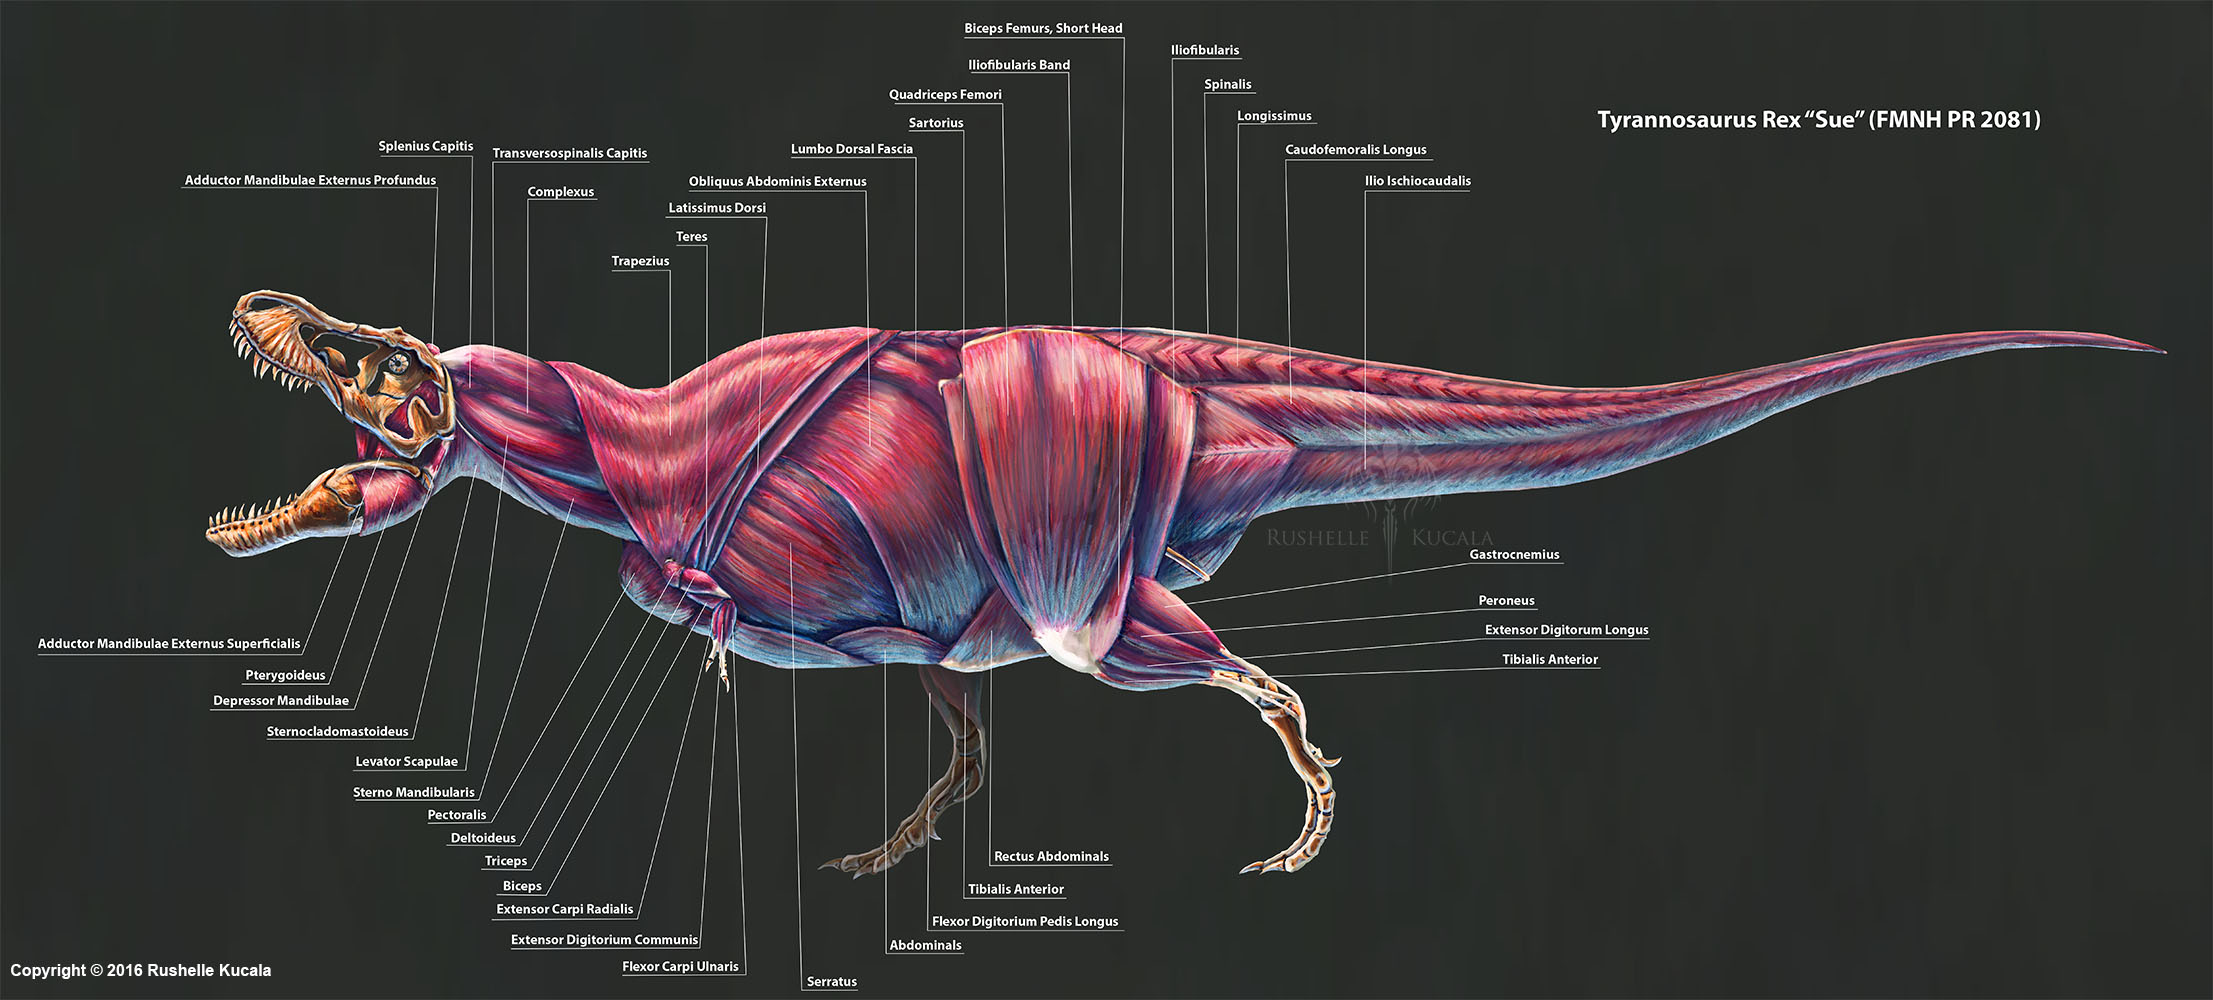 Biceps Femurs, Short Head
Iliofibularis
Iliofibularis Band
Spinalis
Quadriceps Femori
Longissimus
Tyrannosaurus Rex “Sue” (FMNH PR 2081)
Sartorius
Splenius Capitis
Transversospinalis Capitis
Lumbo Dorsal Fascia
Caudofemoralis Longus
Adductor Mandibulae Externus Profundus
Obliquus Abdominis Externus
Ilio Ischiocaudalis
Complexus
Latissimus Dorsi
Teres
Trapezius
RUSHELLE KUCALA
Gastrocnemius
Peroneus
Extensor Digitorum Longus
Tibialis Anterior
Adductor Mandibulae Externus Superficialis
Pterygoideus
Depressor Mandibulae
Sternocladomastoideus
Levator Scapulae
Sterno Mandibularis
Pectoralis
Deltoideus
Triceps
Biceps
Extensor Carpi Radialis
Extensor Digitorium Communis
Flexor Carpi Ulnaris
Rectus Abdominals
Tibialis Anterior
Flexor Digitorium Pedis Longus
Abdominals
Serratus
Copyright © 2016 Rushelle Kucala